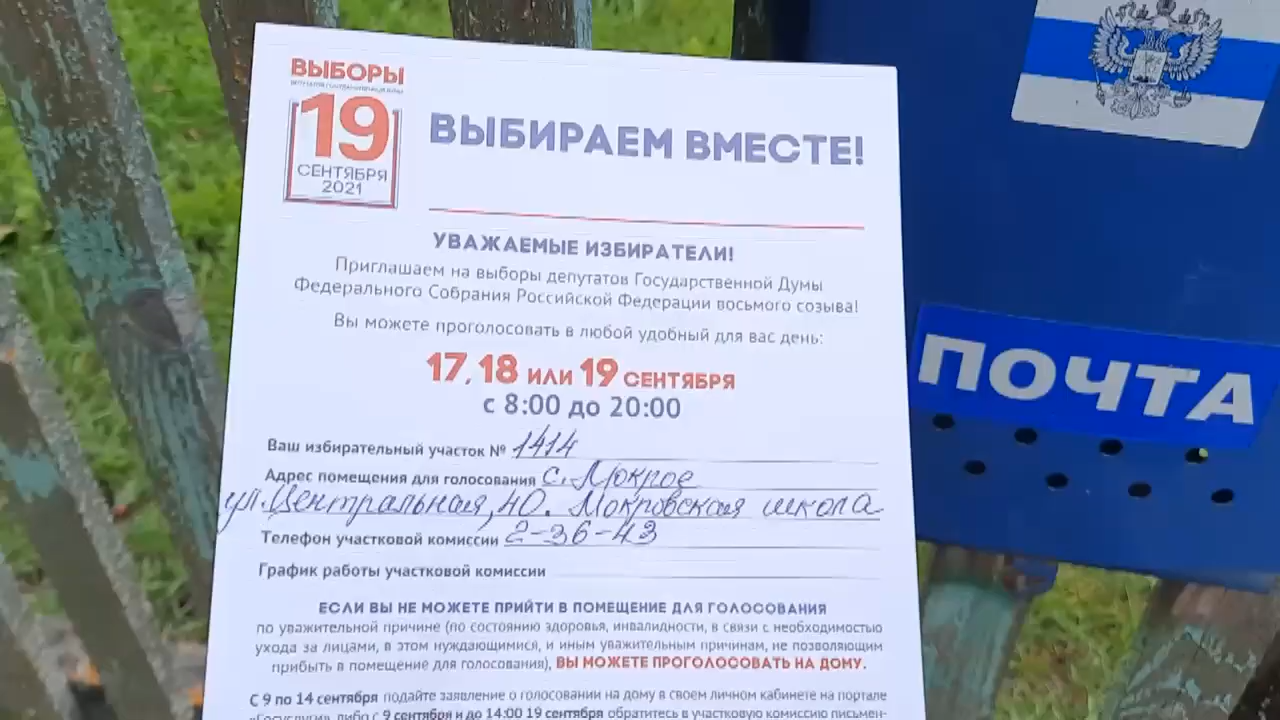 ВЫБОРЫ
19
СЕНТЯБРЯ
2021
ВЫБИРАЕМ ВМЕСТЕ!
УВАЖАЕМЫЕ ИЗБИРАТЕЛИ!
Приглашаем на выборы депутатов Государственной Думы
Федерального Собрания Российской Федерации восьмого созыва!
Вы можете проголосовать в любой удобный для вас день:
17, 18 или 19 СЕНТЯБРЯ
с 8:00 до 20:00
Ваш избирательный участок № 1414
Адрес помещения для голосования с. Мокрое
ул. Центральная, 40. Мокровская школа
Телефон участковой комиссии 2-36-43
График работы участковой комиссии
ЕСЛИ ВЫ НЕ МОЖЕТЕ ПРИЙТИ В ПОМЕЩЕНИЕ ДЛЯ ГОЛОСОВАНИЯ
по уважительной причине (по состоянию здоровья, инвалидности, в связи с необходимостью
ухода за лицами, в этом нуждающимися, и иным уважительным причинам, не позволяющим
прибыть в помещение для голосования), ВЫ МОЖЕТЕ ПРОГОЛОСОВАТЬ НА ДОМУ.
С 9 по 14 сентября подайте заявление о голосовании на дому в своем личном кабинете на портале
«Госуслуги» либо с 9 сентября и до 14:00 19 сентября обратитесь в участковую комиссию письмен-
ПОЧТА